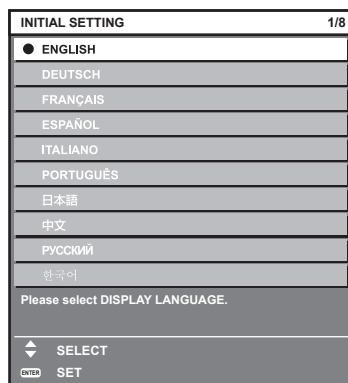 INITIAL SETTING 1/8
ENGLISH
DEUTSCH
FRANÇAIS
ESPAÑOL
ITALIANO
PORTUGUÊS
日本語
中文
РУССКИЙ
한국어
Please select DISPLAY LANGUAGE.
SELECT
ENTER SET